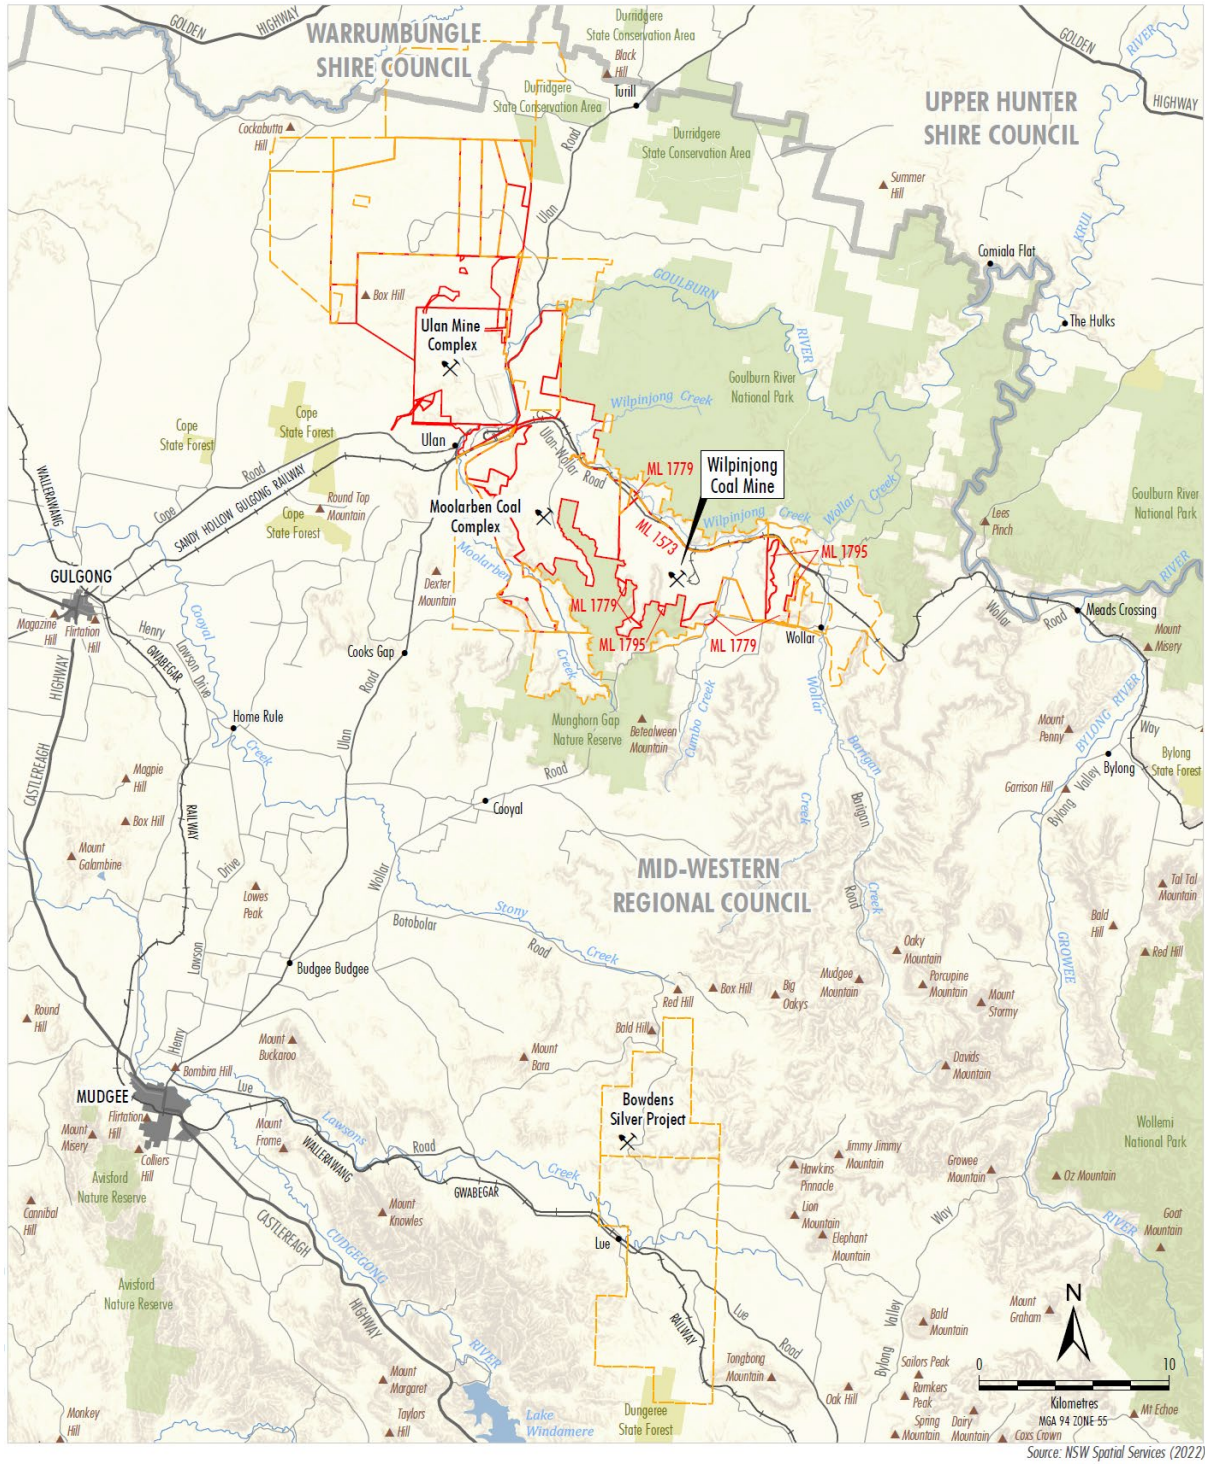 GOLDEN
HIGHWAY
WARRUMBUNGLE
SHIRE COUNCIL
Durridgere
State Conservation Area
Black
Hill
Turill
Durridgere
State Conservation Area
Durridgere
State Conservation Area
GOLDEN
HIGHWAY
RIVER
UPPER HUNTER
SHIRE COUNCIL
Cockabutta
Hill
Road
Ulan
Summer
Hill
KRUI
Comiala Flat
The Hulks
GOULBURN
RIVER
Box Hill
Ulan Mine
Complex
Goulburn River
National Park
Wilpinjong Creek
Cope
State Forest
Cope
State Forest
Ulan
Ulan-Wollar
Road
ML 1779
Wilpinjong
Coal Mine
WALLERAWANG
Cope
Road
SANDY HOLLOW GULGONG RAILWAY
Round Top
Mountain
Cope
State Forest
Moolarben Coal
Complex
ML 1573
Wilpinjong
Creek
Wollar
Creek
Lees
Pinch
Goulburn River
National Park
ML 1795
RIVER
GULGONG
Moolarben
Dexter
Mountain
ML 1779
ML 1795
ML 1779
Wollar
Wollar
Road
Meads Crossing
Magazine
Hill
Flirtation
Hill
Cooyal
Henry
Lawson Drive
GWABEGAR
Cooks Gap
Road
Creek
Mount
Misery
HIGHWAY
Home Rule
Creek
Ulan
Munghorn Gap
Nature Reserve
Betealween
Mountain
Cumbo Creek
Wollar
Creek
Barigan
Mount
Penny
BYLONG RIVER
Way
Bylong
Bylong
State Forest
CASTLEREAGH
Magpie
Hill
Box Hill
RAILWAY
Road
Cooyal
Garrison Hill
Bylong Valley
Mount
Galambine
Drive
Lowes
Peak
Wollar
MID-WESTERN
REGIONAL COUNCIL
Barigan
Road
Creek
Tal Tal
Mountain
Bald
Hill
Red Hill
Botobolar
Stony
Road
Creek
Lawson
Budgee Budgee
Oaky
Mountain
GROWEE
Mudgee
Mountain
Porcupine
Mountain
Mount
Stormy
Red Hill
Box Hill
Big
Oakys
Round
Hill
Henry
Mount
Buckaroo
Bald Hill
Mount
Bara
Davids
Mountain
Bombira Hill
MUDGEE
Lue
Bowdens
Silver Project
Flirtation
Hill
Mount
Misery
Colliers
Hill
Mount
Frome
Lawsons
WALLERAWANG
Road
Creek
Wollemi
National Park
Jimmy Jimmy
Mountain
Hawkins
Pinnacle
Growee
Mountain
Oz Mountain
Avisford
Nature Reserve
GWABEGAR
Cannibal
Hill
Mount
Knowles
Lion
Mountain
Elephant
Mountain
Way
RIVER
Goat
Mountain
CASTLEREAGH
CUDGEGONG
Lue
Avisford
Nature Reserve
HIGHWAY
RIVER
RAILWAY
Lue
Road
Bylong Valley
Bald
Mountain
Mount
Graham
N
Tongbong
Mountain
Sailors Peak
Rumkers
Peak
0
10
Kilometres
MGA 94 ZONE 55
Mount
Margaret
Taylors
Hill
Oak Hill
Spring
Mountain
Dairy
Mountain
Coxs Crown
Mt Echoe
Monkey
Hill
Lake
Windamere
Dungeree
State Forest
Source: NSW Spatial Services (2022)